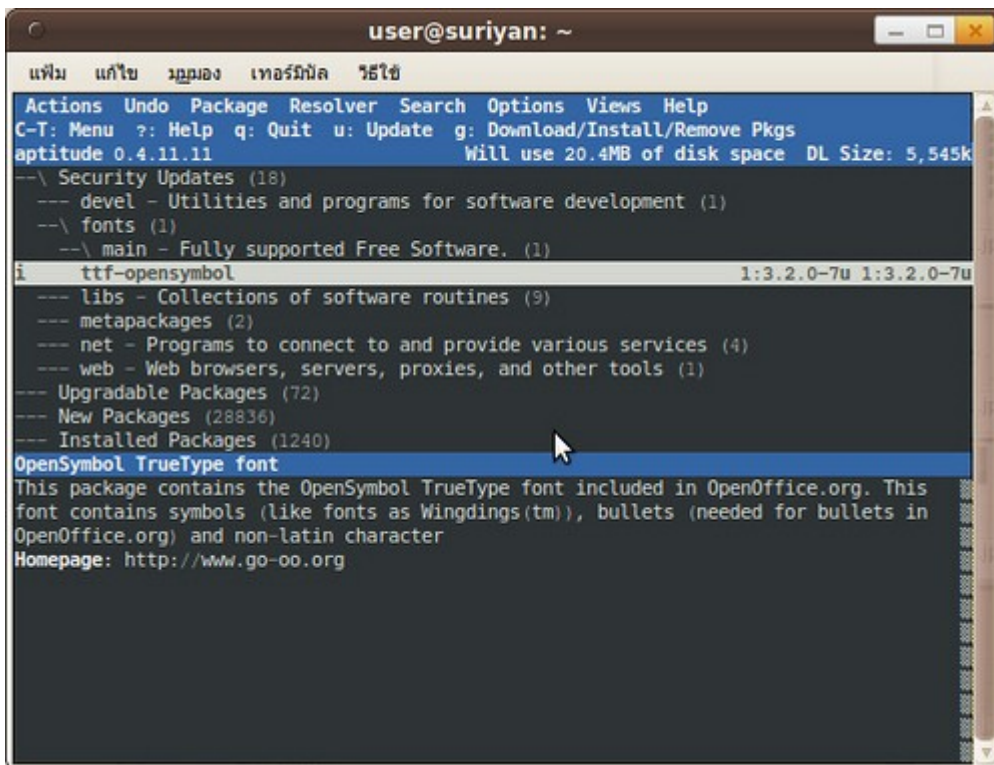 user@suriyan: ~
แฟ้ม แก้ไข มุมมอง เทอร์มินัล วิธีใช้
Actions Undo Package Resolver Search Options Views Help
C-T: Menu ?: Help q: Quit u: Update g: Download/Install/Remove Pkgs
aptitude 0.4.11.11 Will use 20.4MB of disk space DL Size: 5,545k
--\ Security Updates (18)
--- devel - Utilities and programs for software development (1)
--\ fonts (1)
--\ main - Fully supported Free Software. (1)
i ttf-opensymbol 1:3.2.0-7u 1:3.2.0-7u
--- libs - Collections of software routines (9)
--- metapackages (2)
--- net - Programs to connect to and provide various services (4)
--- web - Web browsers, servers, proxies, and other tools (1)
--- Upgradable Packages (72)
--- New Packages (28836)
--- Installed Packages (1240)
OpenSymbol TrueType font
This package contains the OpenSymbol TrueType font included in OpenOffice.org. This
font contains symbols (like fonts as Wingdings(tm)), bullets (needed for bullets in
OpenOffice.org) and non-latin character
Homepage: http://www.go-oo.org